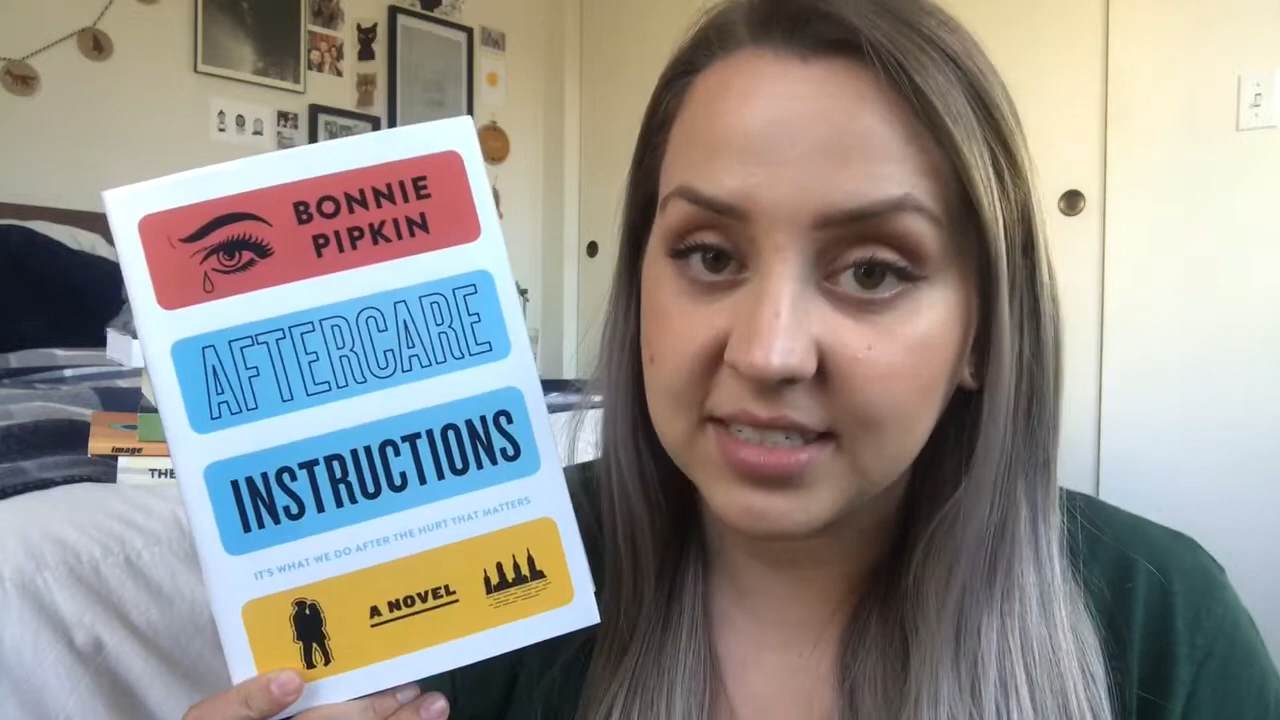 BONNIE
PIPKIN
AFTERCARE
INSTRUCTIONS
IT'S WHAT WE DO AFTER THE HURT THAT MATTERS
A NOVEL
image
THE